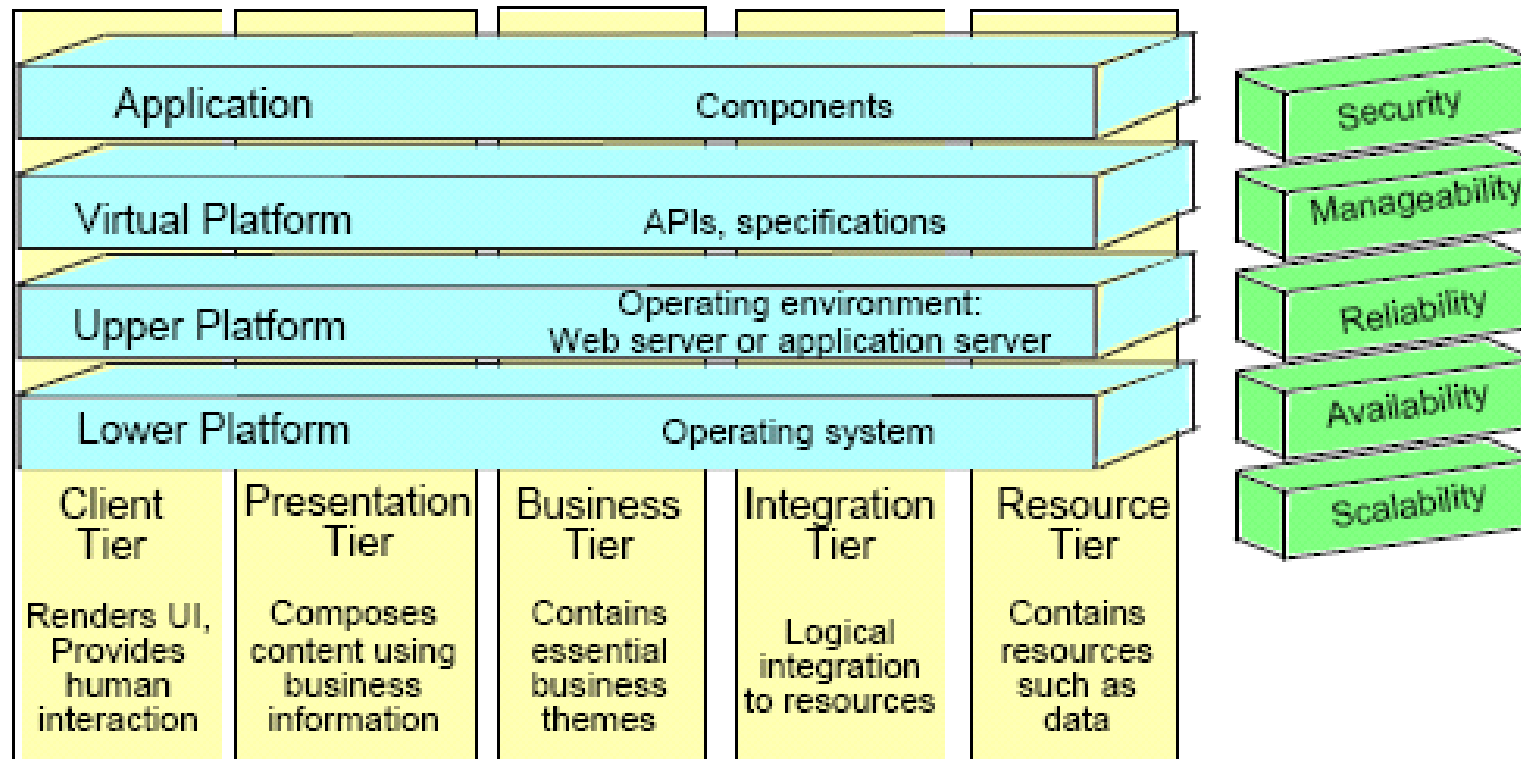 Application
Components
Security
Virtual Platform
APIs, specifications
Manageability
Upper Platform
Operating environment:
Web server or application server
Reliability
Lower Platform
Operating system
Availability
Scalability
Client
Tier
Renders UI,
Provides
human
interaction
Presentation
Tier
Composes
content using
business
information
Business
Tier
Contains
essential
business
themes
Integration
Tier
Logical
integration
to resources
Resource
Tier
Contains
resources
such as
data